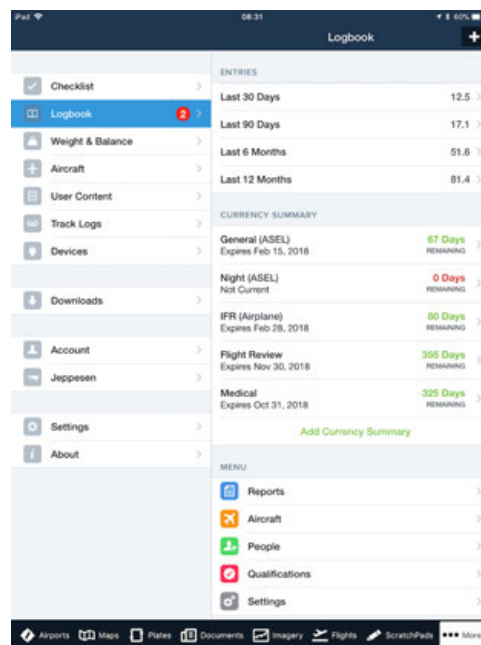 iPad 08:31 60%
Logbook +
Checklist
Logbook 2
Weight & Balance
Aircraft
User Content
Track Logs
Devices
Downloads
Account
Jeppesen
Settings
About
ENTRIES
Last 30 Days 12.5
Last 90 Days 17.1
Last 6 Months 51.6
Last 12 Months 81.4
CURRENCY SUMMARY
General (ASEL) 67 Days
Expires Feb 15, 2018 REMAINING
Night (ASEL) 0 Days
Not Current REMAINING
IFR (Airplane) 80 Days
Expires Feb 28, 2018 REMAINING
Flight Review 355 Days
Expires Nov 30, 2018 REMAINING
Medical 325 Days
Expires Oct 31, 2018 REMAINING
Add Currency Summary
MENU
Reports
Aircraft
People
Qualifications
Settings
Airports Maps Plates Documents Imagery Flights ScratchPads More